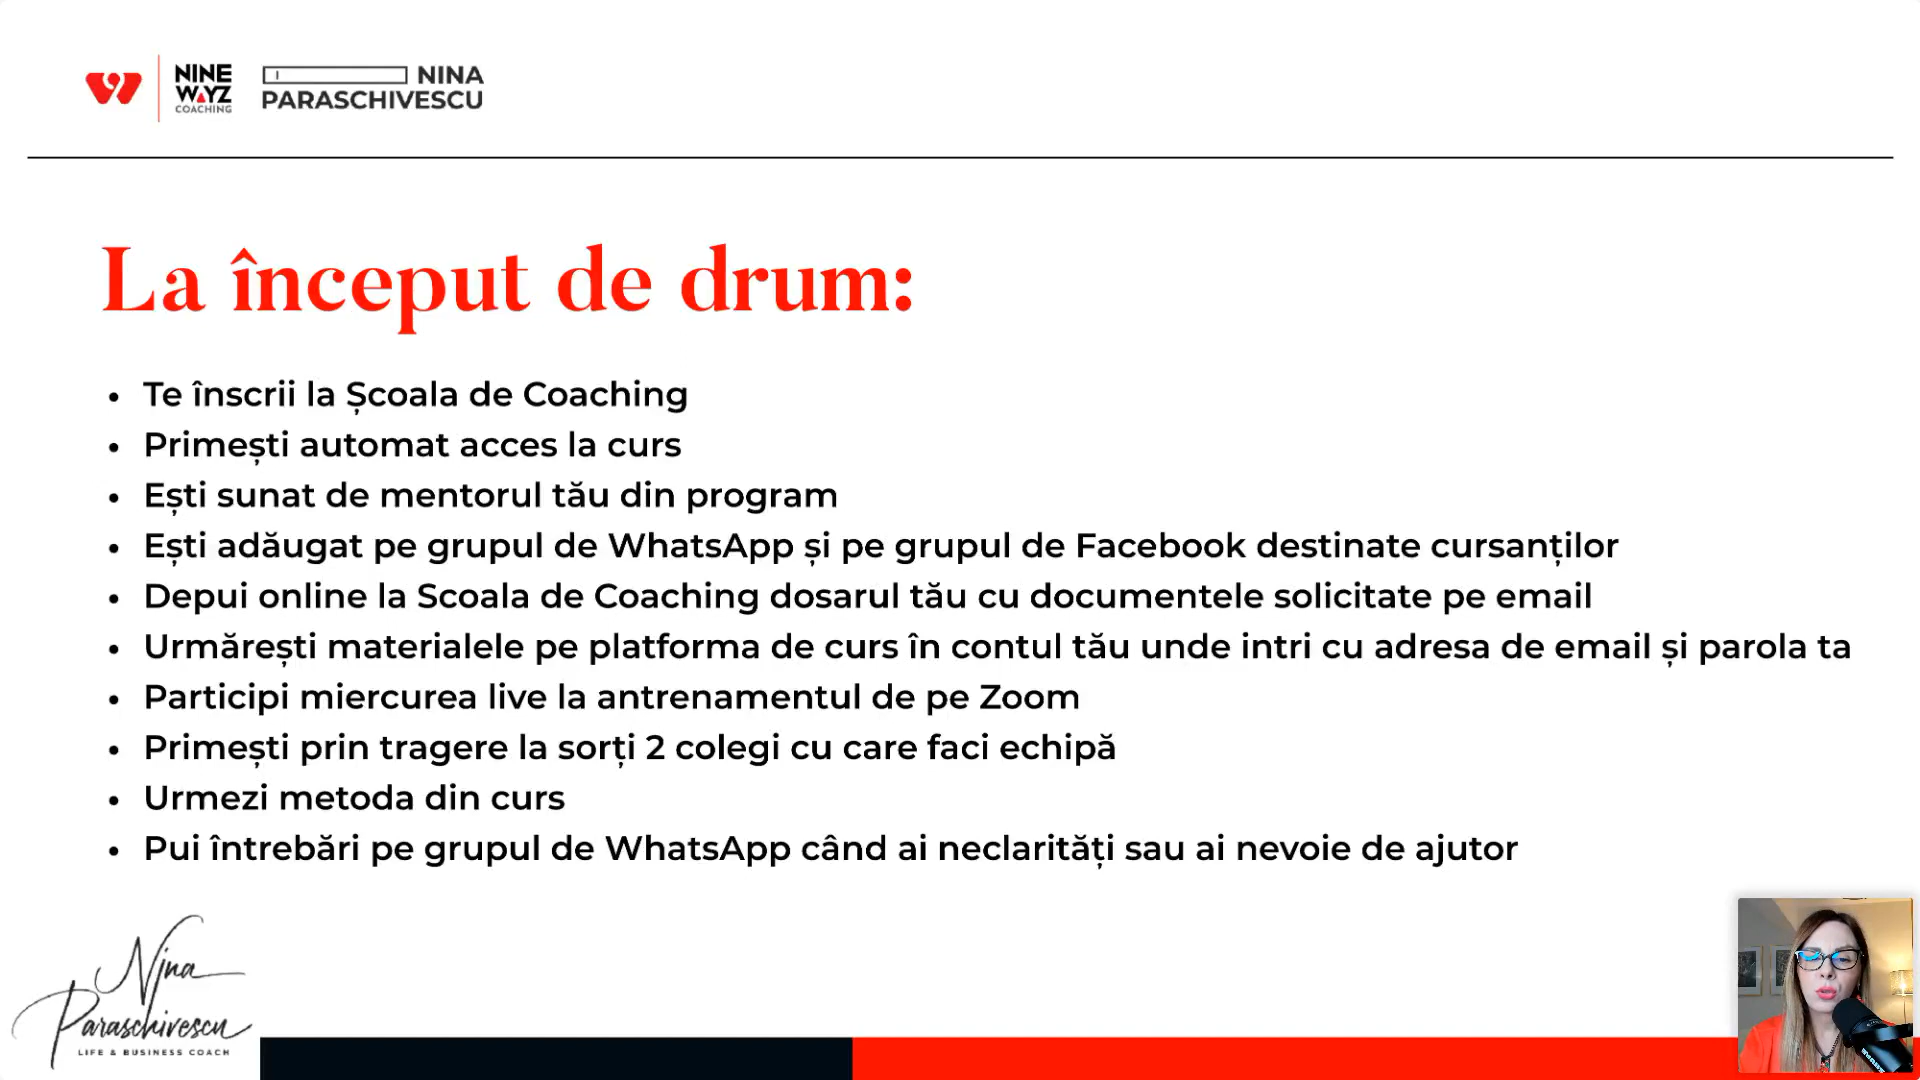 NINE
WAYZ
COACHING
NINA
PARASCHIVESCU
La început de drum:
• Te înscrii la Școala de Coaching
• Primești automat acces la curs
• Ești sunat de mentorul tău din program
• Ești adăugat pe grupul de WhatsApp și pe grupul de Facebook destinate cursanților
• Depui online la Scoala de Coaching dosarul tău cu documentele solicitate pe email
• Urmărești materialele pe platforma de curs în contul tău unde intri cu adresa de email și parola ta
• Participi miercurea live la antrenamentul de pe Zoom
• Primești prin tragere la sorți 2 colegi cu care faci echipă
• Urmezi metoda din curs
• Pui întrebări pe grupul de WhatsApp când ai neclarități sau ai nevoie de ajutor
Nina
Paraschivescu
LIFE & BUSINESS COACH